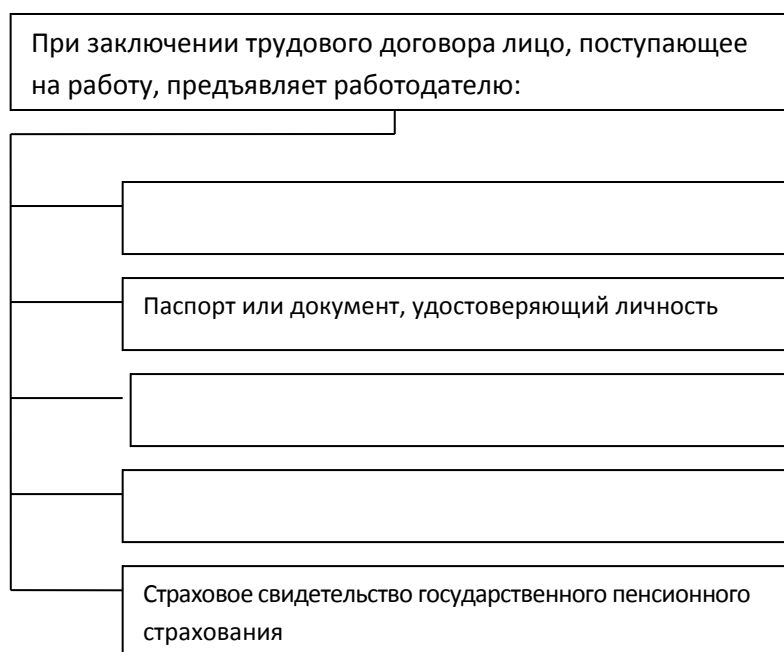 При заключении трудового договора лицо, поступающее
на работу, предъявляет работодателю:
Паспорт или документ, удостоверяющий личность
Страховое свидетельство государственного пенсионного
страхования